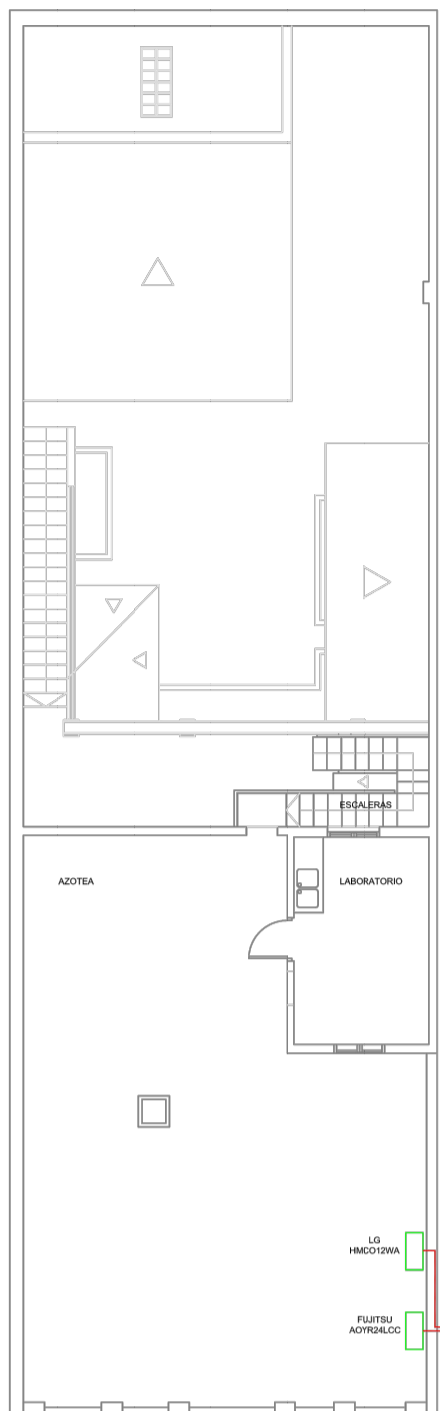 ESCALERAS
AZOTEA
LABORATORIO
LG
HMCO12WA
FUJITSU
AOYR24LCC